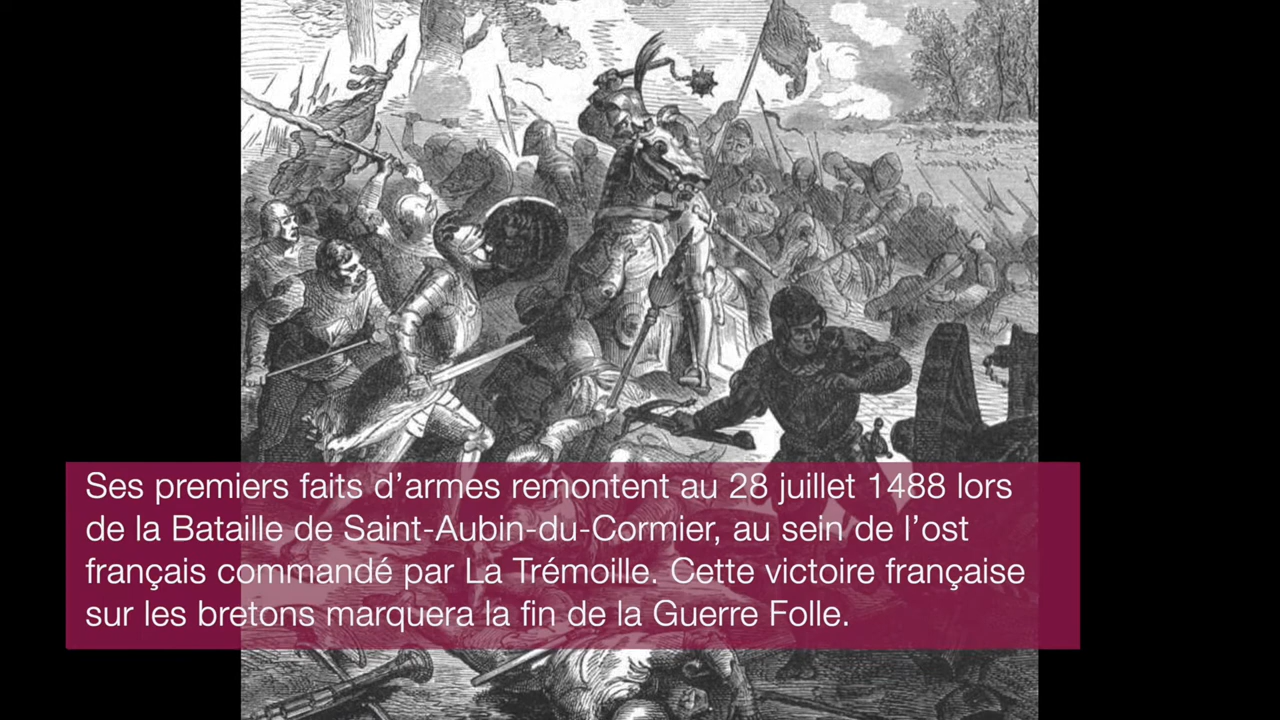 Ses premiers faits d’armes remontent au 28 juillet 1488 lors
de la Bataille de Saint-Aubin-du-Cormier, au sein de l’ost
français commandé par La Trémoille. Cette victoire française
sur les bretons marquera la fin de la Guerre Folle.